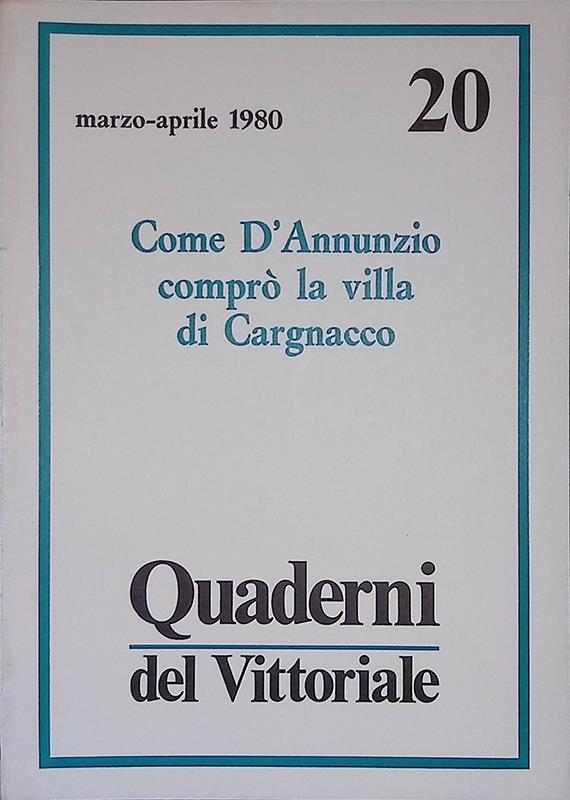 marzo-aprile 1980 20
Come D'Annunzio
comprò la villa
di Cargnacco
Quaderni
del Vittoriale